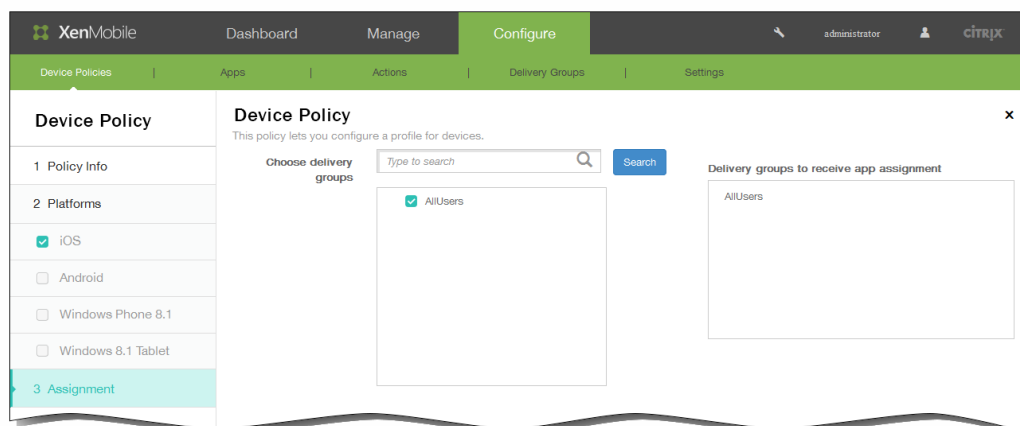 XenMobile Dashboard Manage Configure administrator CİTRIX
Device Policies | Apps | Actions | Delivery Groups | Settings
Device Policy
1 Policy Info
2 Platforms
iOS
Android
Windows Phone 8.1
Windows 8.1 Tablet
3 Assignment
Device Policy x
This policy lets you configure a profile for devices.
Choose delivery
groups
Type to search
Search
AllUsers
Delivery groups to receive app assignment
AllUsers